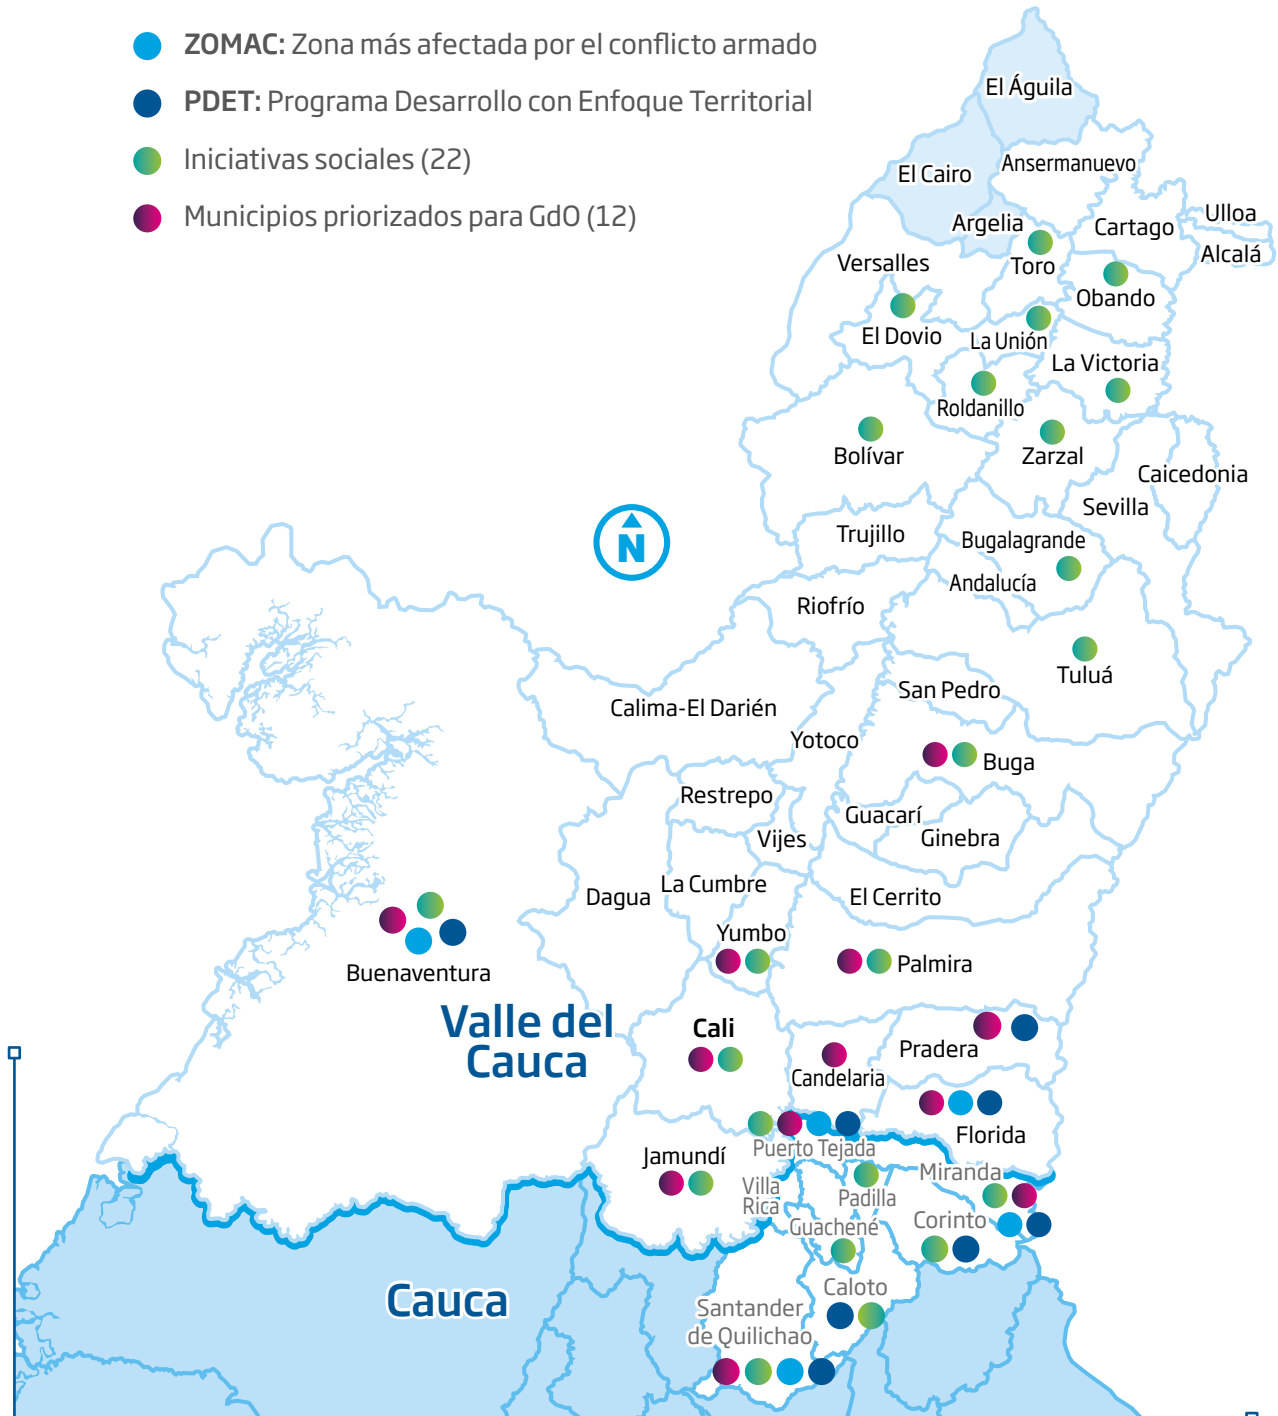 ZOMAC: Zona más afectada por el conflicto armado
PDET: Programa Desarrollo con Enfoque Territorial
Iniciativas sociales (22)
Municipios priorizados para GdO (12)
El Águila
Ansermanuevo
El Cairo
Argelia
Cartago
Ulloa
Alcalá
Versalles
Toro
Obando
El Dovio
La Unión
La Victoria
Roldanillo
Bolívar
Zarzal
Caicedonia
Sevilla
Trujillo
Bugalagrande
N
Andalucía
Riofrío
Tuluá
San Pedro
Calima-El Darién
Yotoco
Buga
Restrepo
Guacarí
Ginebra
Vijes
La Cumbre
Dagua
El Cerrito
Yumbo
Palmira
Buenaventura
Valle del
Cauca
Cali
Pradera
Candelaria
Florida
Puerto Tejada
Jamundí
Miranda
Villa
Rica
Padilla
Guachené
Corinto
Caloto
Cauca
Santander
de Quilichao